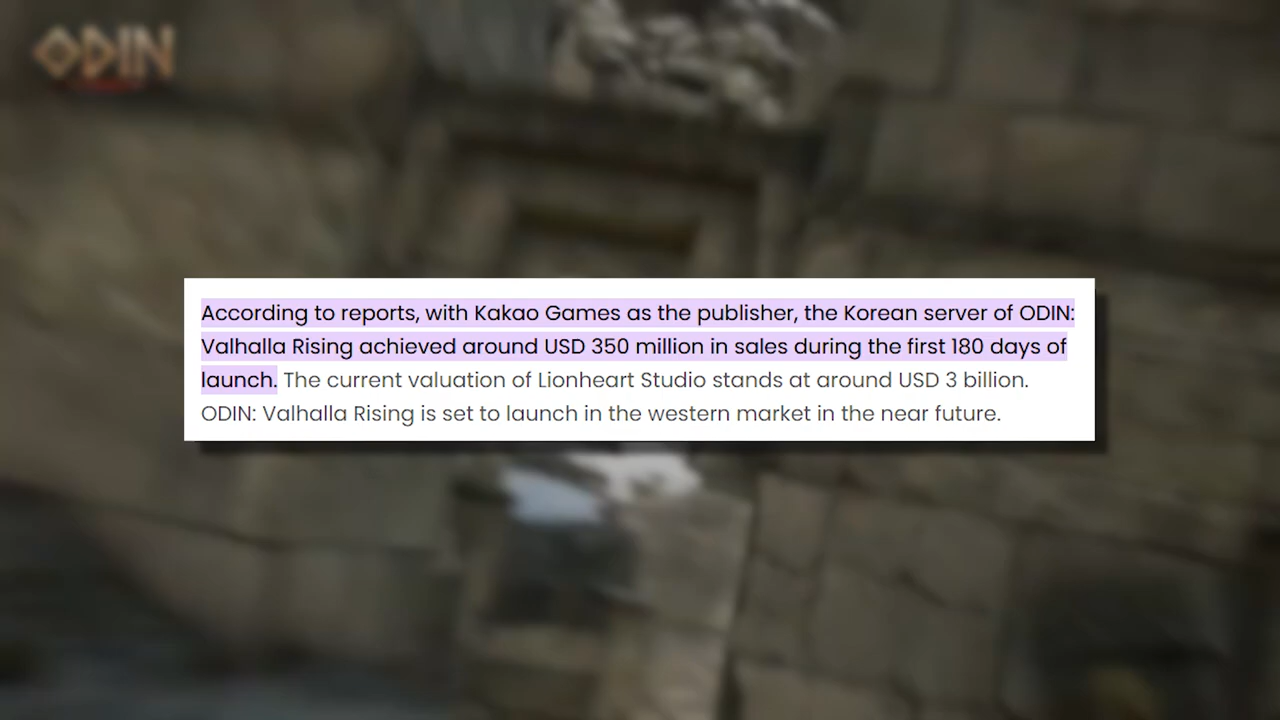 ODIN
According to reports, with Kakao Games as the publisher, the Korean server of ODIN:
Valhalla Rising achieved around USD 350 million in sales during the first 180 days of
launch. The current valuation of Lionheart Studio stands at around USD 3 billion.
ODIN: Valhalla Rising is set to launch in the western market in the near future.